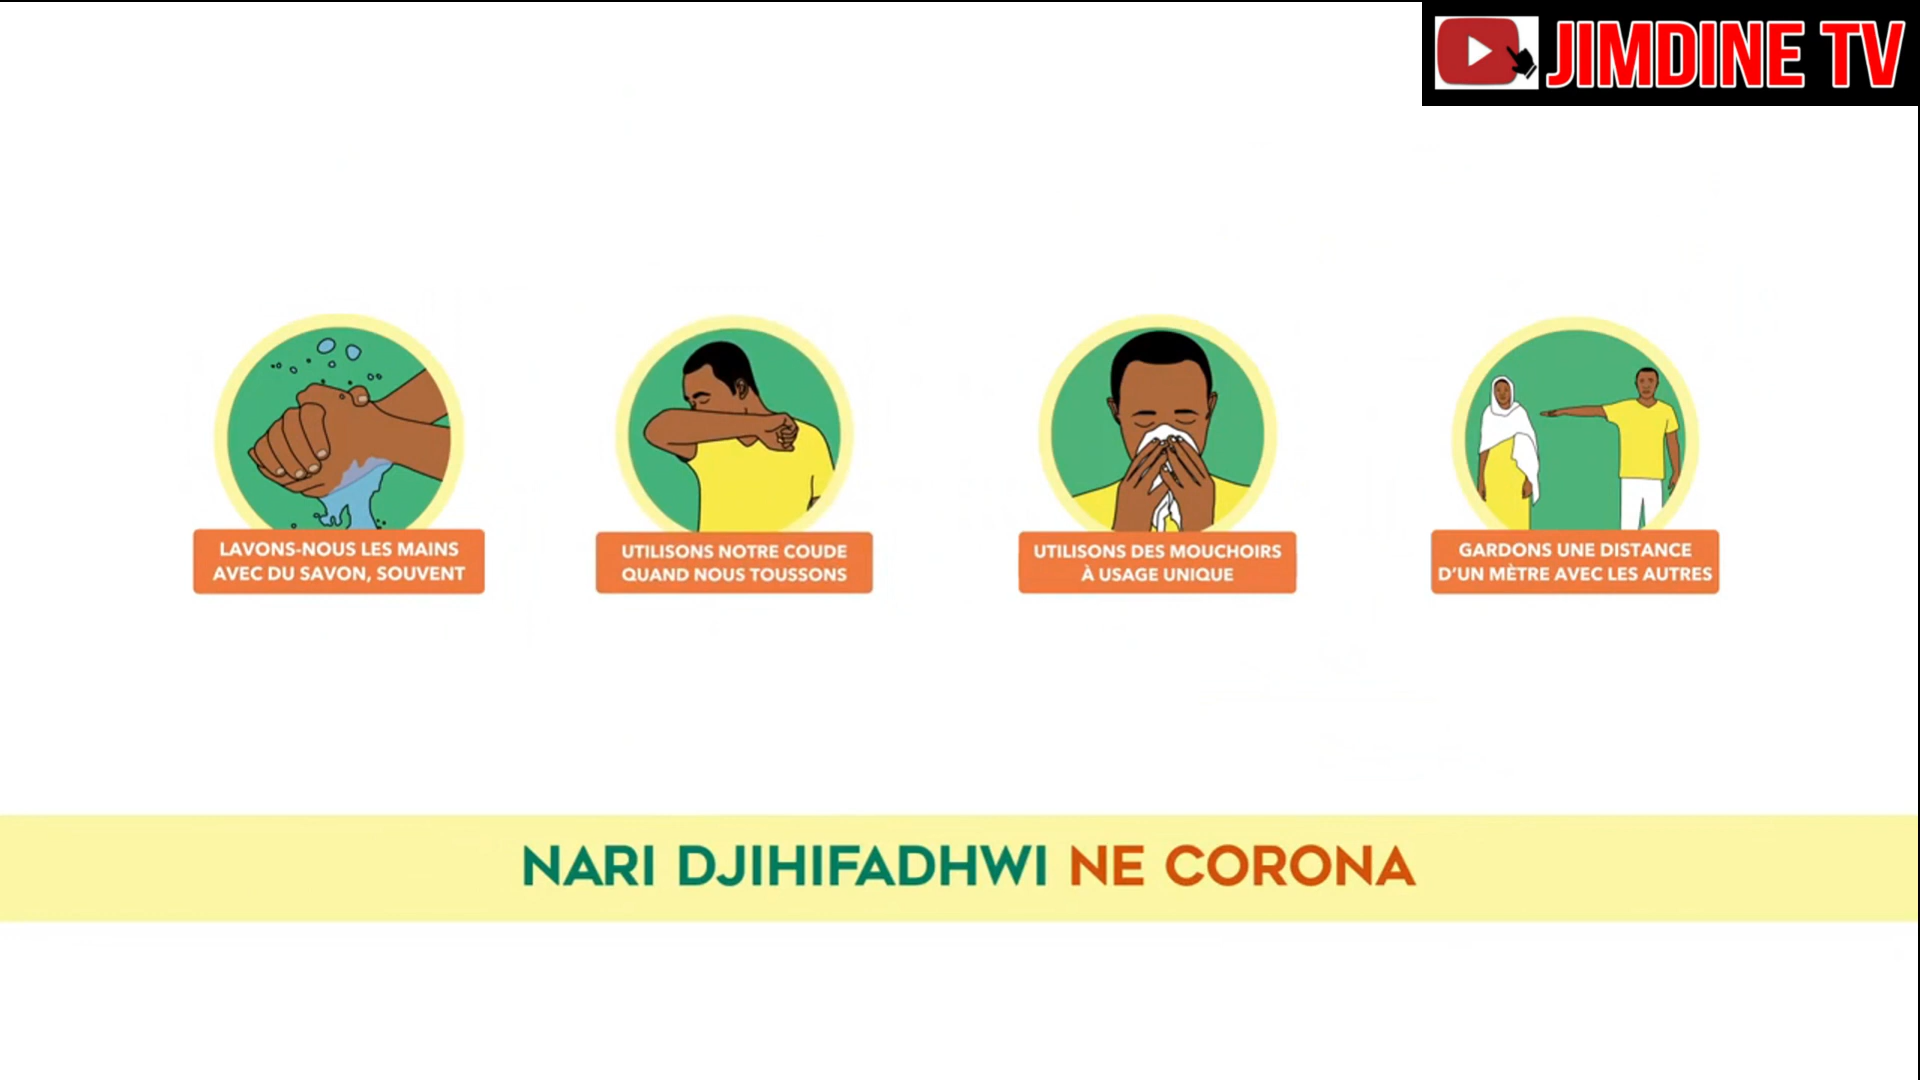 JIMDINE TV
LAVONS-NOUS LES MAINS
AVEC DU SAVON, SOUVENT
UTILISONS NOTRE COUDE
QUAND NOUS TOUSSONS
UTILISONS DES MOUCHOIRS
À USAGE UNIQUE
GARDONS UNE DISTANCE
D'UN MÈTRE AVEC LES AUTRES
NARI DJIHIFADHWI NE CORONA